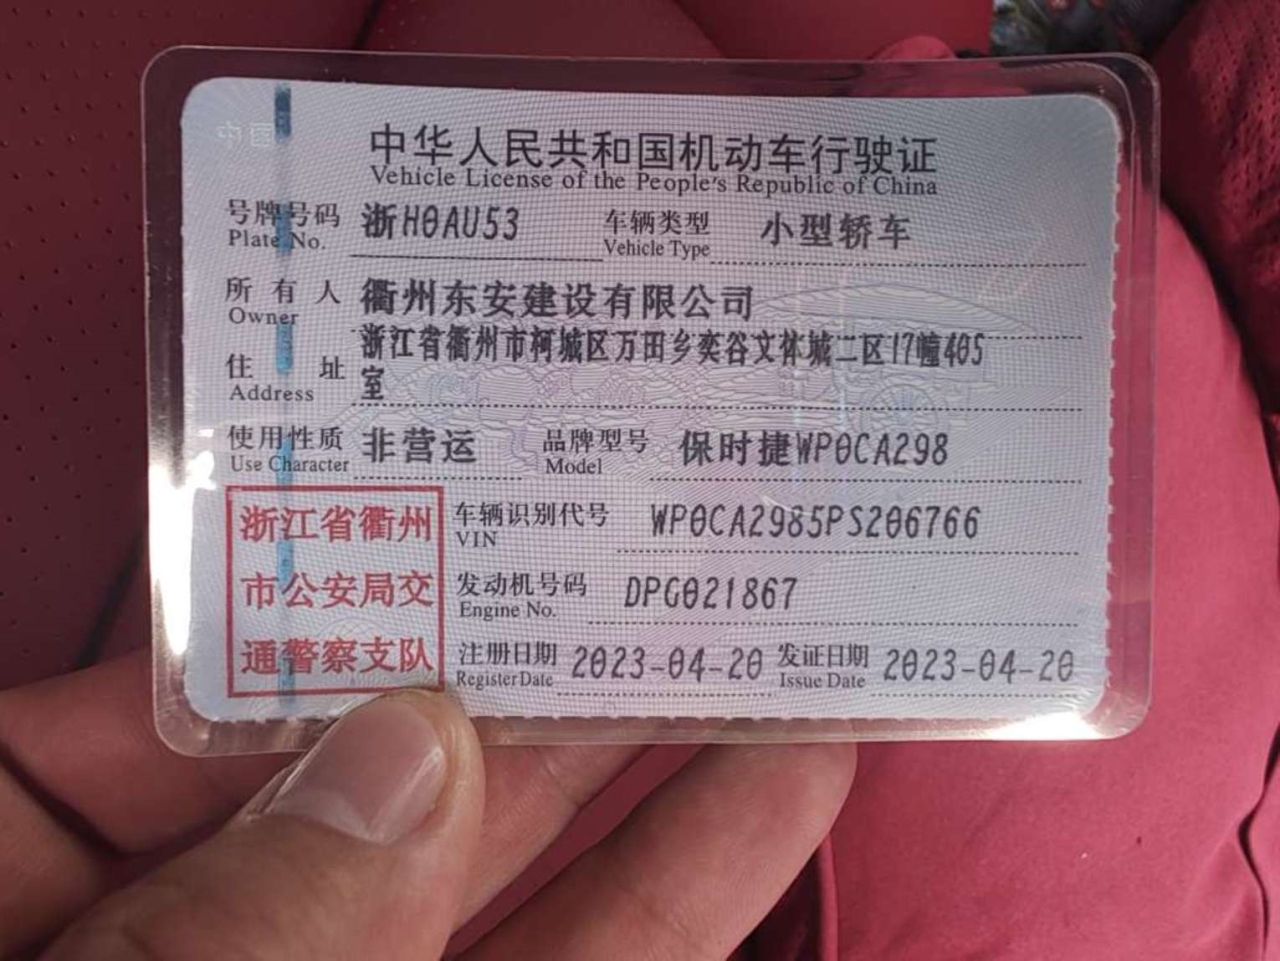 中国
中华人民共和国机动车行驶证
Vehicle License of the People's Republic of China
号牌号码 浙H0AU53 车辆类型 小型轿车
Plate No. Vehicle Type
所有人 衢州东安建设有限公司
Owner
住址 浙江省衢州市柯城区万田乡奕谷文体城二区17幢405
室
Address
使用性质 非营运 品牌型号 保时捷WP0CA298
Use Character Model
浙江省衢州
市公安局交
通警察支队
车辆识别代号 WP0CA2985PS206766
VIN
发动机号码 DPG021867
Engine No.
注册日期 2023-04-20 发证日期 2023-04-20
Register Date Issue Date